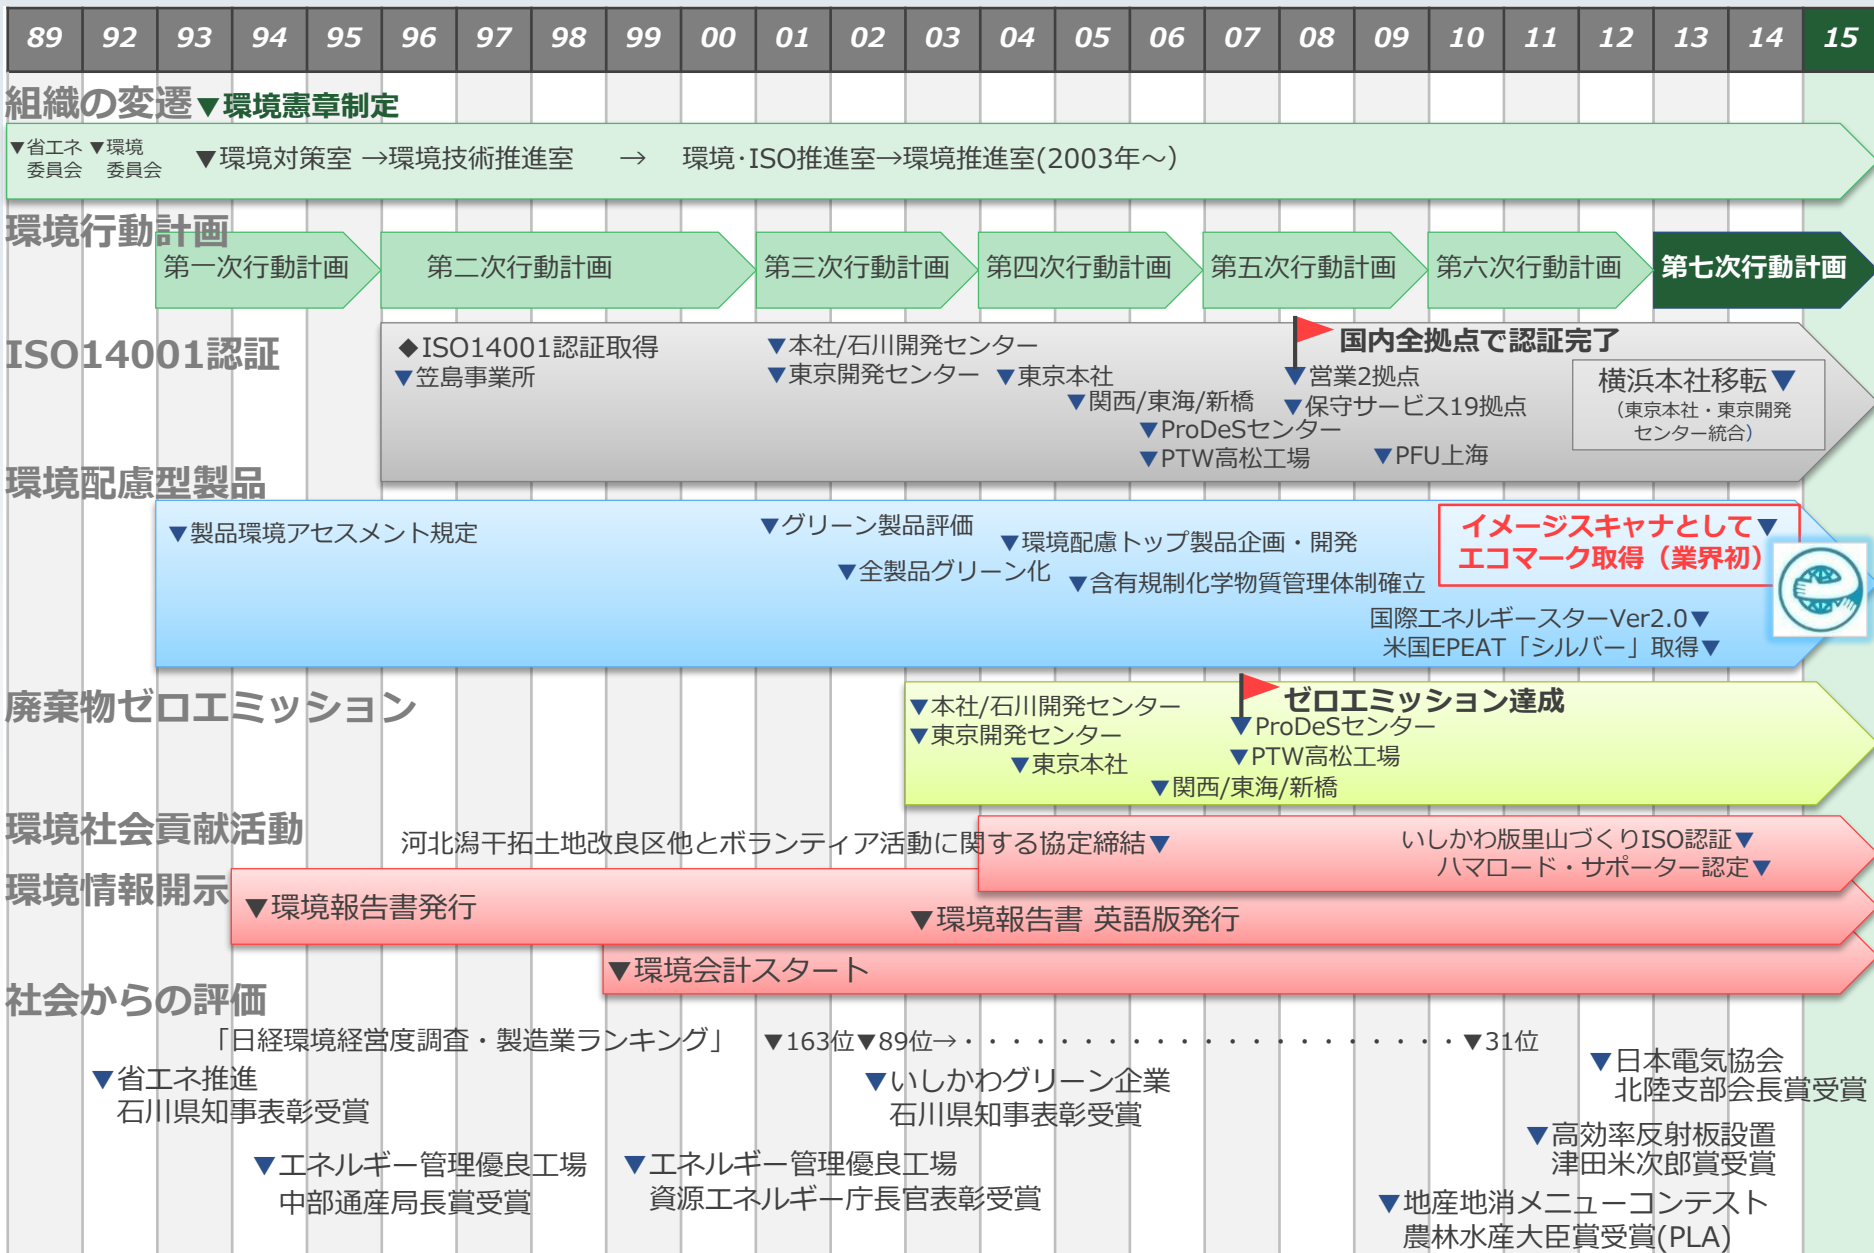 89 92 93 94 95 96 97 98 99 00 01 02 03 04 05 06 07 08 09 10 11 12 13 14 15
組織の変遷 ▼環境憲章制定
▼省エネ委員会 ▼環境委員会 ▼環境対策室 →環境技術推進室 → 環境･ISO推進室→環境推進室(2003年～)
環境行動計画
第一次行動計画 第二次行動計画 第三次行動計画 第四次行動計画 第五次行動計画 第六次行動計画 第七次行動計画
ISO14001認証
◆ISO14001認証取得
▼笠島事業所
▼本社/石川開発センター
▼東京開発センター
▼東京本社
▼関西/東海/新橋
▼ProDeSセンター
▼PTW高松工場
国内全拠点で認証完了
▼営業2拠点
▼保守サービス19拠点
▼PFU上海
横浜本社移転▼
（東京本社・東京開発
センター統合）
環境配慮型製品
▼製品環境アセスメント規定
▼グリーン製品評価
▼全製品グリーン化
▼環境配慮トップ製品企画・開発
▼含有規制化学物質管理体制確立
イメージスキャナとして▼
エコマーク取得（業界初）
国際エネルギースターVer2.0▼
米国EPEAT「シルバー」取得▼
廃棄物ゼロエミッション
▼本社/石川開発センター
▼東京開発センター
▼東京本社
▼関西/東海/新橋
ゼロエミッション達成
▼ProDeSセンター
▼PTW高松工場
環境社会貢献活動
河北潟干拓土地改良区他とボランティア活動に関する協定締結▼
いしかわ版里山づくりISO認証▼
ハマロード・サポーター認定▼
環境情報開示
▼環境報告書発行
▼環境報告書 英語版発行
▼環境会計スタート
社会からの評価
「日経環境経営度調査・製造業ランキング」 ▼163位▼89位→・・・・・・・・・・・・・・・・・・・・・▼31位
▼省エネ推進
石川県知事表彰受賞
▼いしかわグリーン企業
石川県知事表彰受賞
▼日本電気協会
北陸支部会長賞受賞
▼高効率反射板設置
津田米次郎賞受賞
▼エネルギー管理優良工場
中部通産局長賞受賞
▼エネルギー管理優良工場
資源エネルギー庁長官表彰受賞
▼地産地消メニューコンテスト
農林水産大臣賞受賞(PLA)